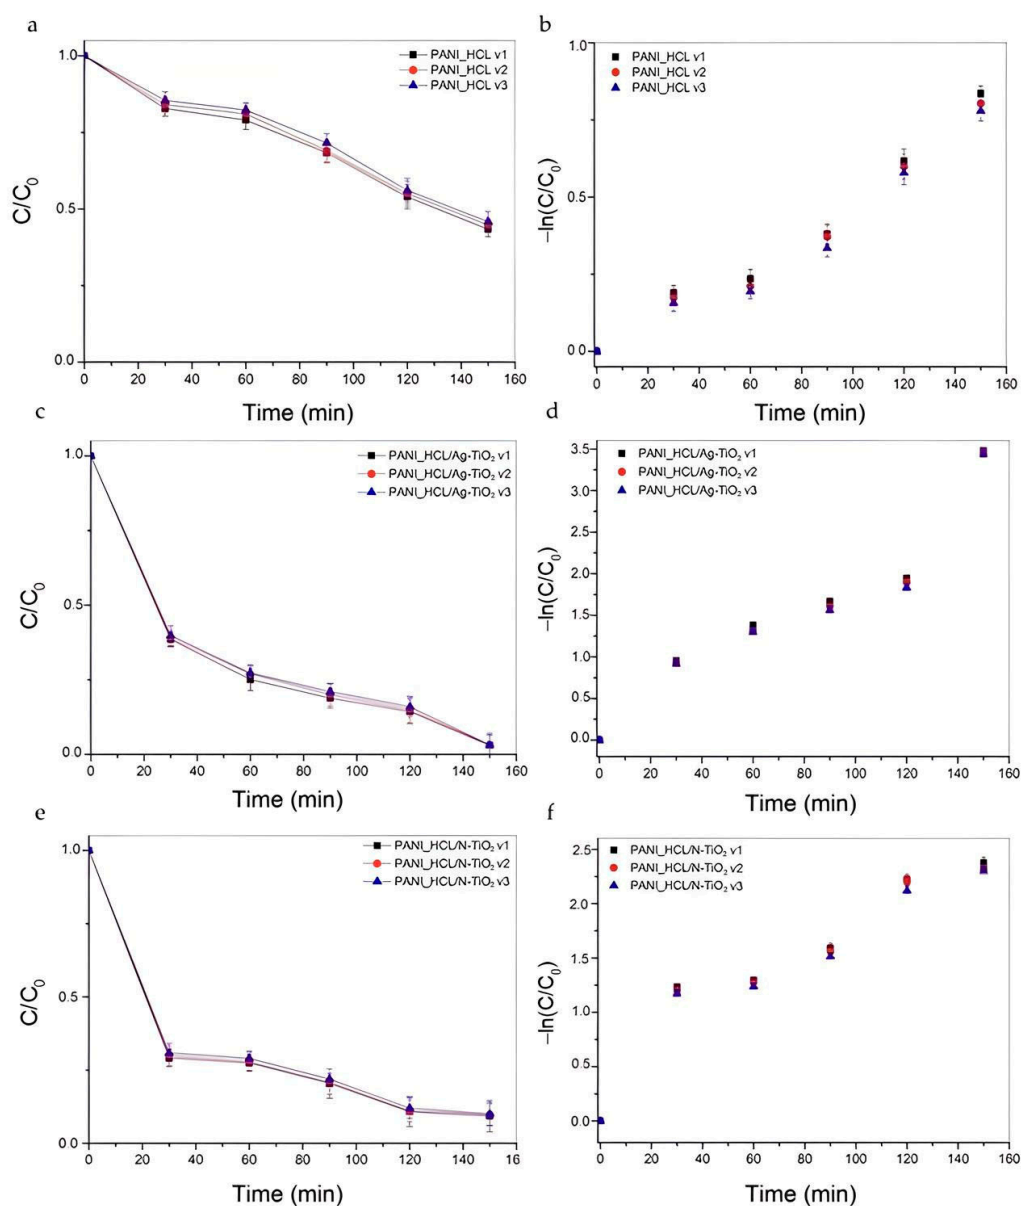 a
C/C0
1.0
0.5
0.0
PANI_HCL v1
PANI_HCL v2
PANI_HCL v3
0 20 40 60 80 100 120 140 160
Time (min)
b
–ln(C/C0)
1.0
0.5
0.0
PANI_HCL v1
PANI_HCL v2
PANI_HCL v3
0 20 40 60 80 100 120 140 160
Time (min)
c
C/C0
1.0
0.5
0.0
PANI_HCL/Ag-TiO2 v1
PANI_HCL/Ag-TiO2 v2
PANI_HCL/Ag-TiO2 v3
0 20 40 60 80 100 120 140 160
Time (min)
d
–ln(C/C0)
3.5
3.0
2.5
2.0
1.5
1.0
0.5
0.0
PANI_HCL/Ag-TiO2 v1
PANI_HCL/Ag-TiO2 v2
PANI_HCL/Ag-TiO2 v3
0 20 40 60 80 100 120 140 160
Time (min)
e
C/C0
1.0
0.5
0.0
PANI_HCL/N-TiO2 v1
PANI_HCL/N-TiO2 v2
PANI_HCL/N-TiO2 v3
0 20 40 60 80 100 120 140 16
Time (min)
f
–ln(C/C0)
2.5
2.0
1.5
1.0
0.5
0.0
PANI_HCL/N-TiO2 v1
PANI_HCL/N-TiO2 v2
PANI_HCL/N-TiO2 v3
0 20 40 60 80 100 120 140 160
Time (min)